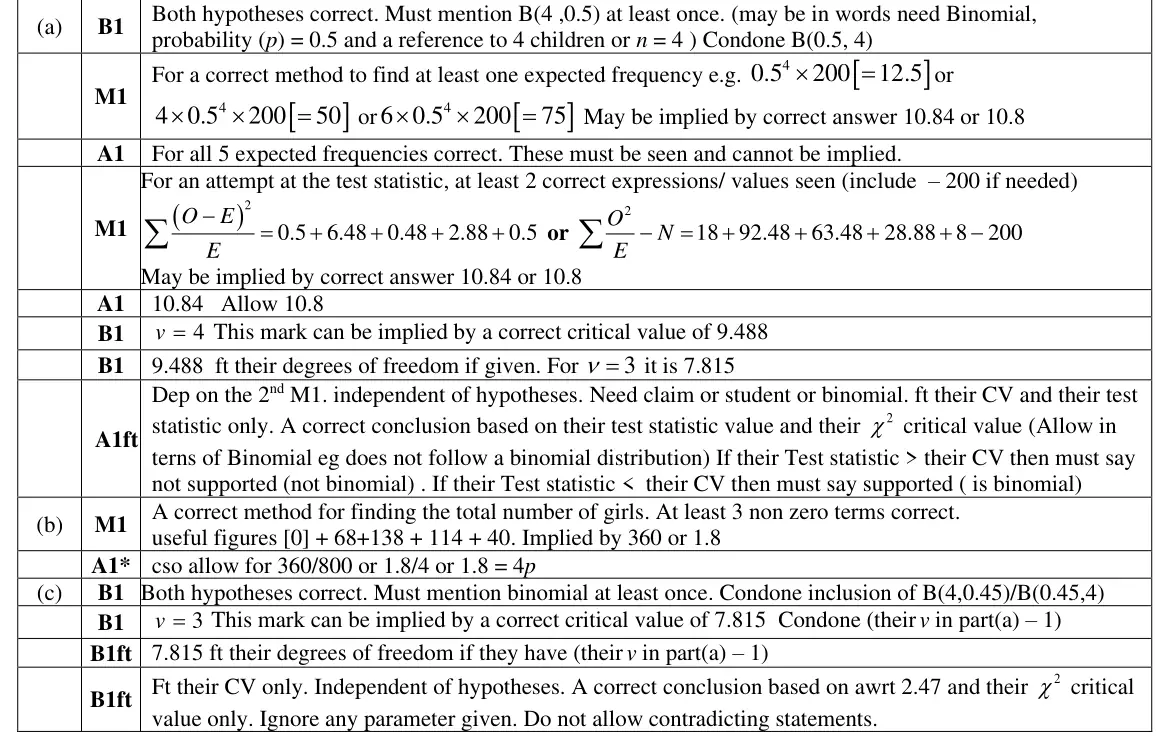 (a) B1 Both hypotheses correct. Must mention B(4 ,0.5) at least once. (may be in words need Binomial,
probability (p) = 0.5 and a reference to 4 children or n = 4 ) Condone B(0.5, 4)
M1 For a correct method to find at least one expected frequency e.g. 0.5⁴ × 200 [= 12.5] or
4 × 0.5⁴ × 200 [= 50] or 6 × 0.5⁴ × 200 [= 75] May be implied by correct answer 10.84 or 10.8
A1 For all 5 expected frequencies correct. These must be seen and cannot be implied.
M1 For an attempt at the test statistic, at least 2 correct expressions/ values seen (include – 200 if needed)
∑ (O − E)²/E = 0.5 + 6.48 + 0.48 + 2.88 + 0.5 or ∑ O²/E − N = 18 + 92.48 + 63.48 + 28.88 + 8 − 200
May be implied by correct answer 10.84 or 10.8
A1 10.84 Allow 10.8
B1 ν = 4 This mark can be implied by a correct critical value of 9.488
B1 9.488 ft their degrees of freedom if given. For ν = 3 it is 7.815
A1ft Dep on the 2nd M1. independent of hypotheses. Need claim or student or binomial. ft their CV and their test
statistic only. A correct conclusion based on their test statistic value and their χ² critical value (Allow in
terns of Binomial eg does not follow a binomial distribution) If their Test statistic > their CV then must say
not supported (not binomial) . If their Test statistic < their CV then must say supported ( is binomial)
(b) M1 A correct method for finding the total number of girls. At least 3 non zero terms correct.
useful figures [0] + 68+138 + 114 + 40. Implied by 360 or 1.8
A1* cso allow for 360/800 or 1.8/4 or 1.8 = 4p
(c) B1 Both hypotheses correct. Must mention binomial at least once. Condone inclusion of B(4,0.45)/B(0.45,4)
B1 ν = 3 This mark can be implied by a correct critical value of 7.815 Condone (their ν in part(a) – 1)
B1ft 7.815 ft their degrees of freedom if they have (their ν in part(a) – 1)
B1ft Ft their CV only. Independent of hypotheses. A correct conclusion based on awrt 2.47 and their χ² critical
value only. Ignore any parameter given. Do not allow contradicting statements.